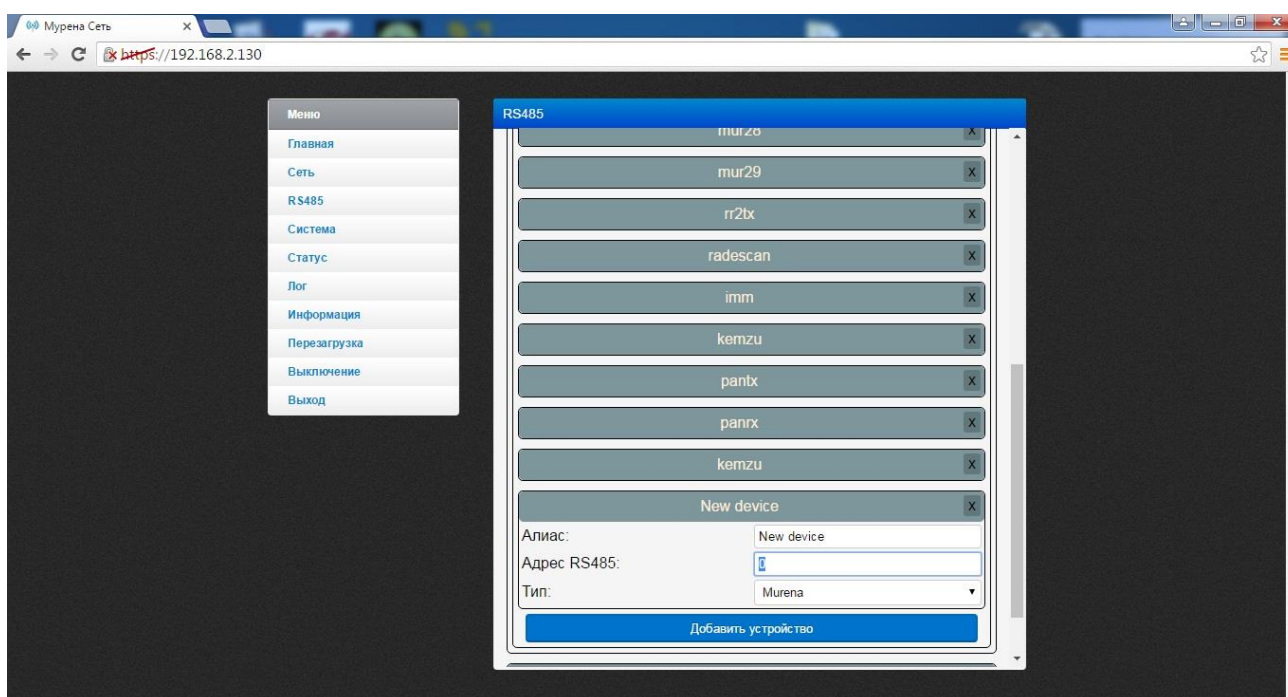 Мурена Сеть
https://192.168.2.130
Меню
Главная
Сеть
RS485
Система
Статус
Лог
Информация
Перезагрузка
Выключение
Выход
RS485
mur28 X
mur29 X
rr2tx X
radescan X
imm X
kemzu X
pantx X
panrx X
kemzu X
New device X
Алиас: New device
Адрес RS485: 0
Тип: Murena
Добавить устройство